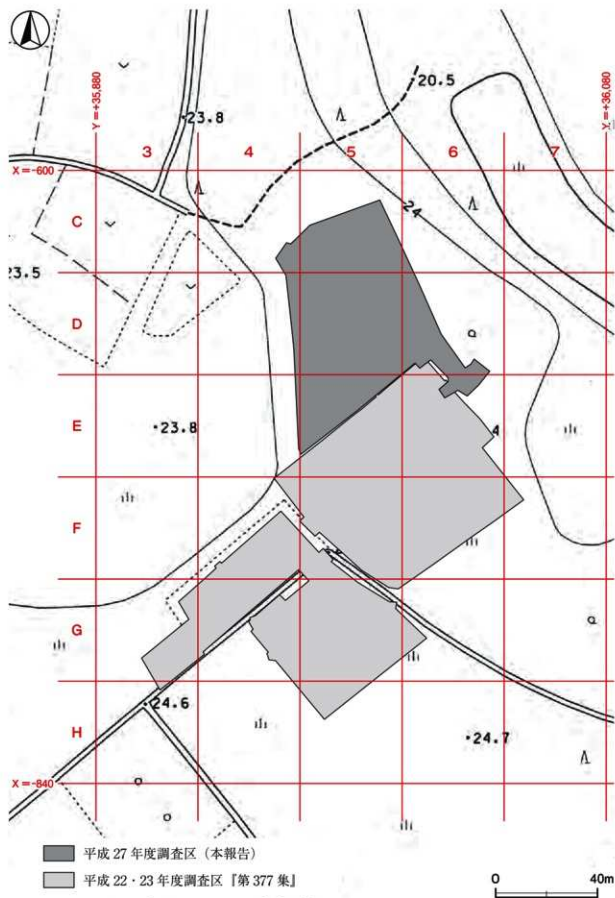 Y = +35,880
Y = +36,080
20.5
23.8
3
4
5
6
7
X = -600
C
24
23.5
D
E
23.8
4
F
G
24.6
H
24.7
X = -840
平成 27 年度調査区（本報告）
平成 22・23 年度調査区『第 377 集』
0
40m